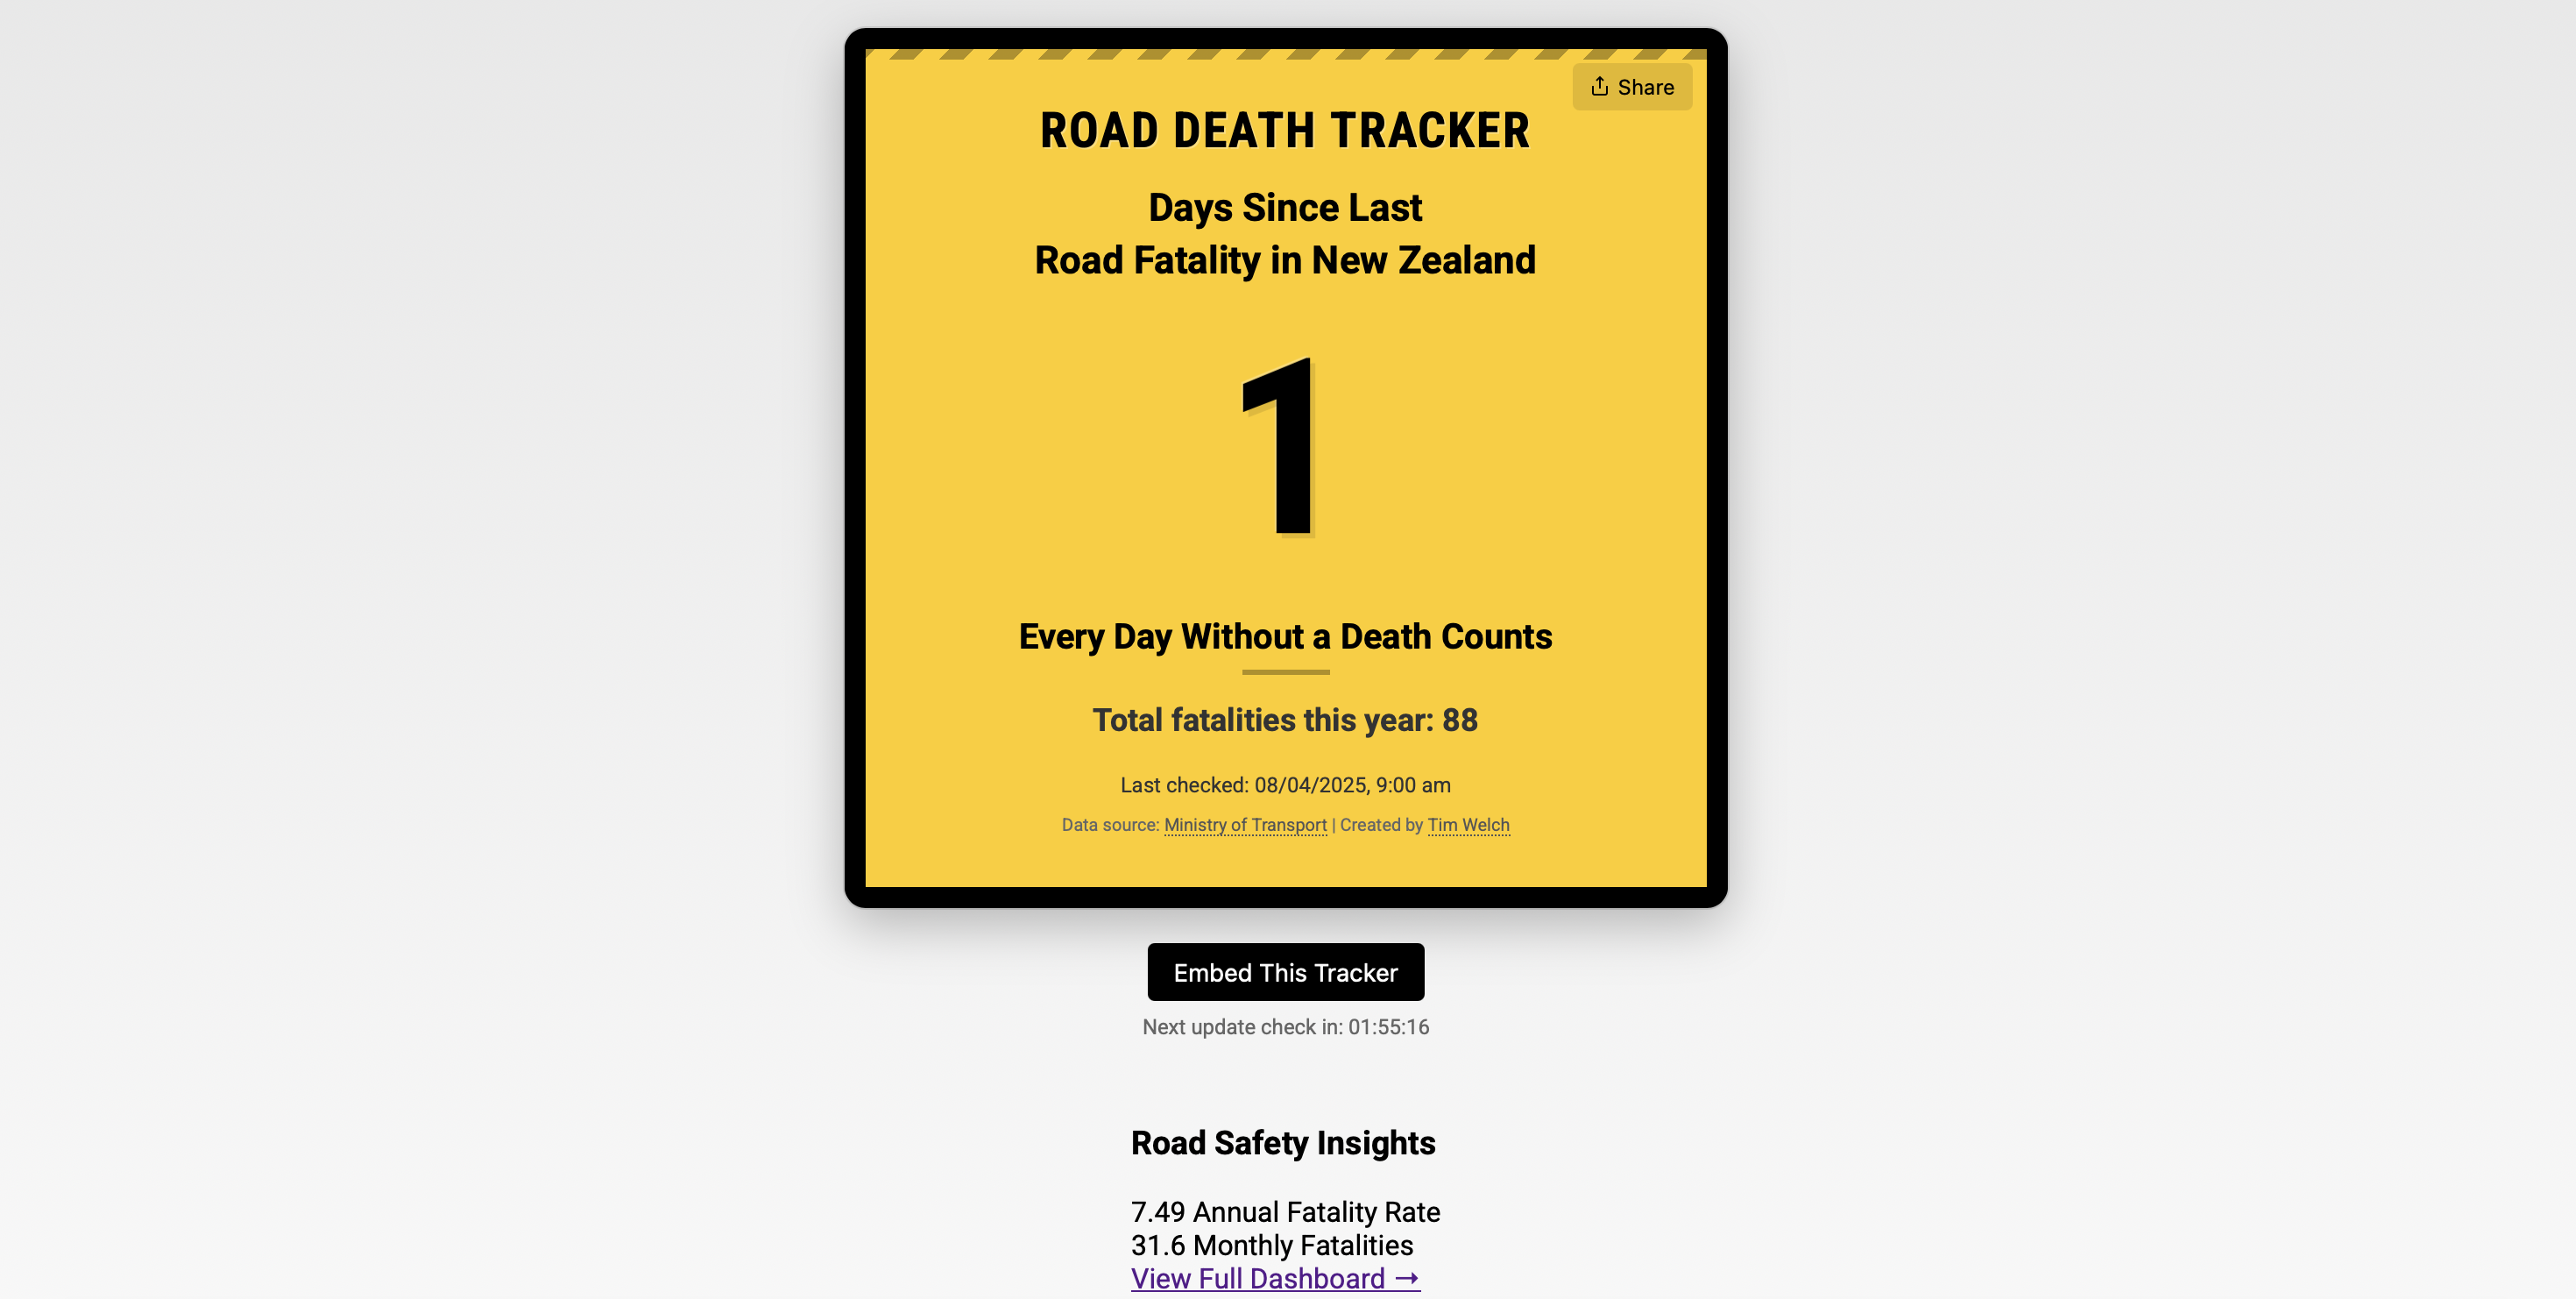 Share
ROAD DEATH TRACKER
Days Since Last
Road Fatality in New Zealand
1
Every Day Without a Death Counts
Total fatalities this year: 88
Last checked: 08/04/2025, 9:00 am
Data source: Ministry of Transport | Created by Tim Welch
Embed This Tracker
Next update check in: 01:55:16
Road Safety Insights
7.49 Annual Fatality Rate
31.6 Monthly Fatalities
View Full Dashboard →